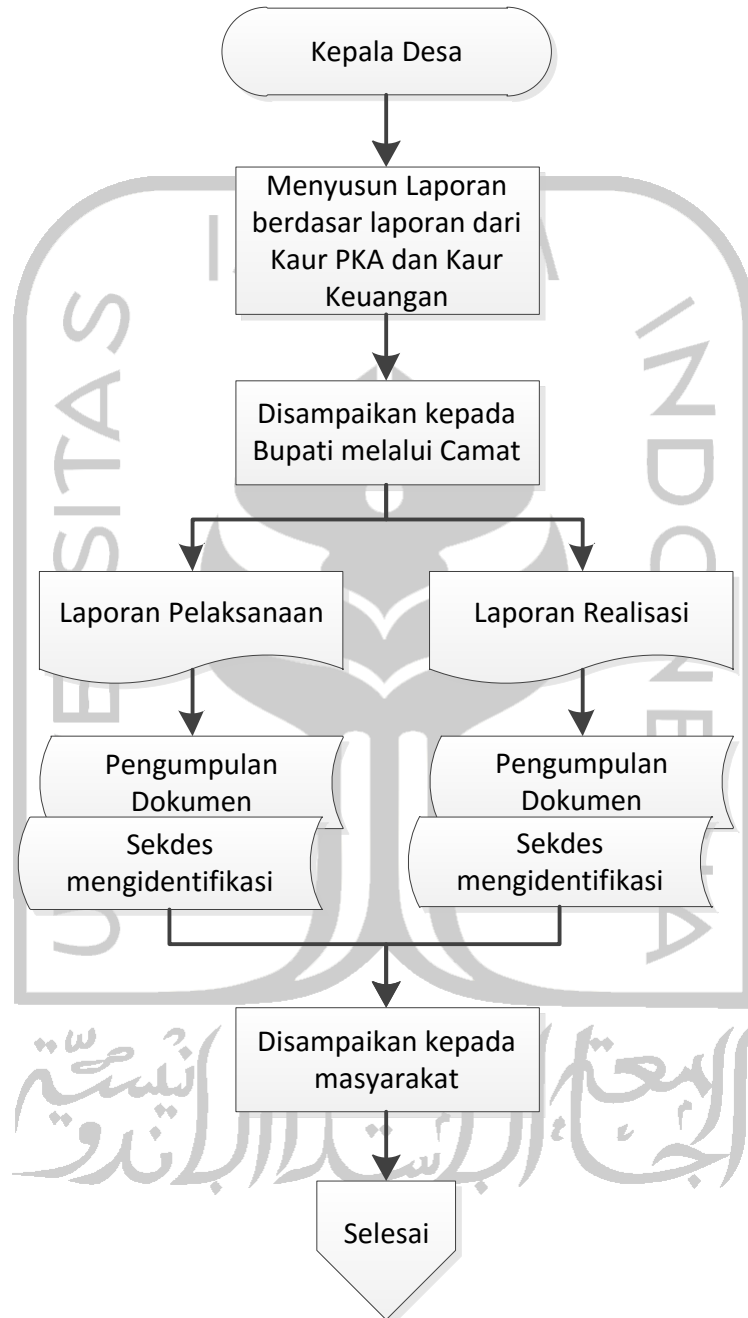 Kepala Desa
Menyusun Laporan
berdasar laporan dari
Kaur PKA dan Kaur
Keuangan
Disampaikan kepada
Bupati melalui Camat
Laporan Pelaksanaan
Laporan Realisasi
Pengumpulan
Dokumen
Sekdes
mengidentifikasi
Pengumpulan
Dokumen
Sekdes
mengidentifikasi
Disampaikan kepada
masyarakat
Selesai